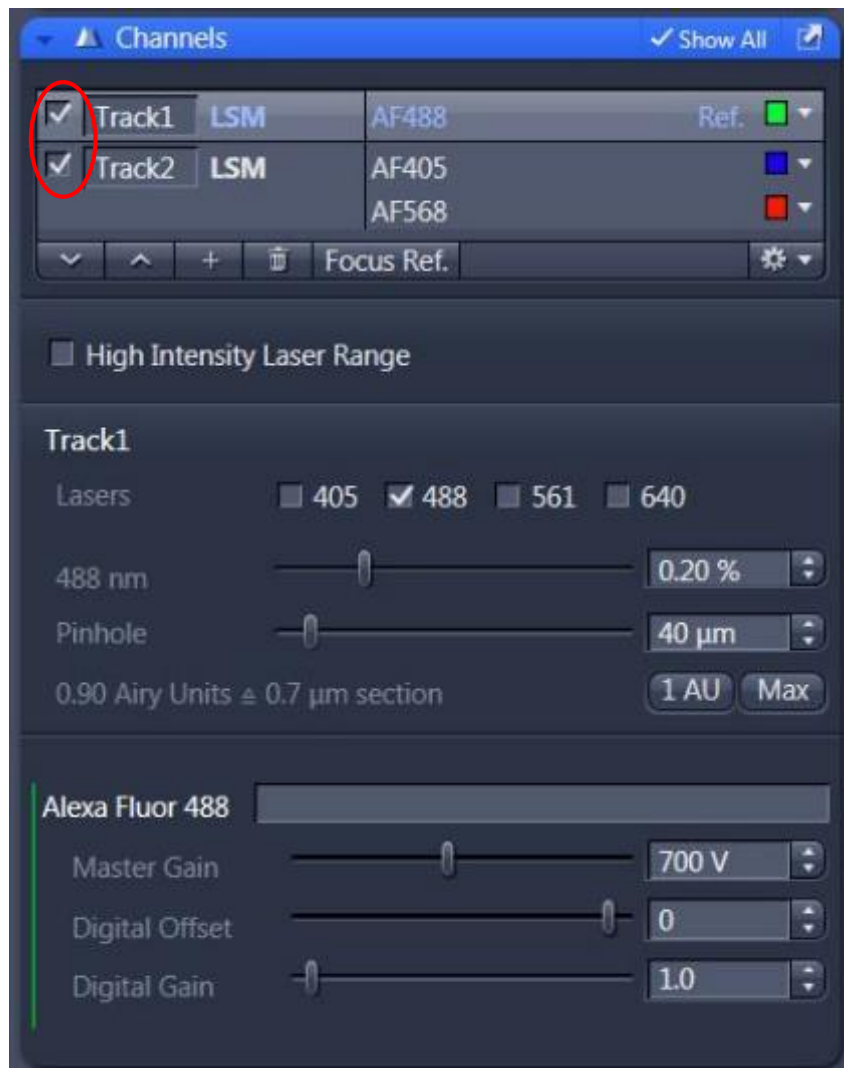 Channels Show All
Track1 LSM AF488 Ref.
Track2 LSM AF405
AF568
+ Focus Ref.
High Intensity Laser Range
Track1
Lasers 405 488 561 640
488 nm 0.20 %
Pinhole 40 µm
0.90 Airy Units ≙ 0.7 µm section 1 AU Max
Alexa Fluor 488
Master Gain 700 V
Digital Offset 0
Digital Gain 1.0